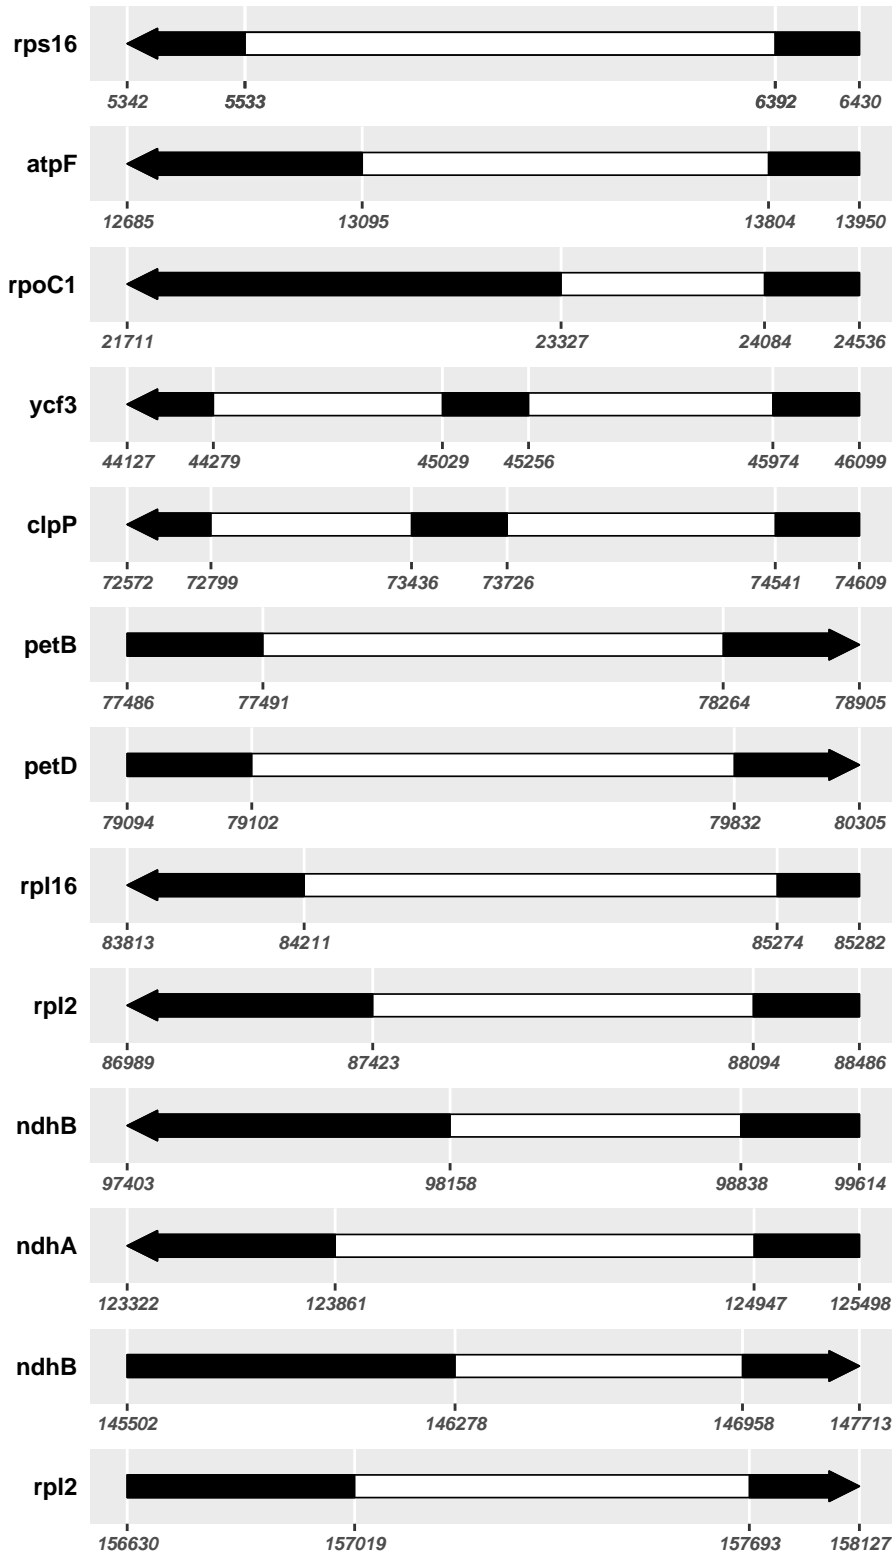 rps16
5342 5533 6392 6430
atpF
12685 13095 13804 13950
rpoC1
21711 23327 24084 24536
ycf3
44127 44279 45029 45256 45974 46099
clpP
72572 72799 73436 73726 74541 74609
petB
77486 77491 78264 78905
petD
79094 79102 79832 80305
rpl16
83813 84211 85274 85282
rpl2
86989 87423 88094 88486
ndhB
97403 98158 98838 99614
ndhA
123322 123861 124947 125498
ndhB
145502 146278 146958 147713
rpl2
156630 157019 157693 158127